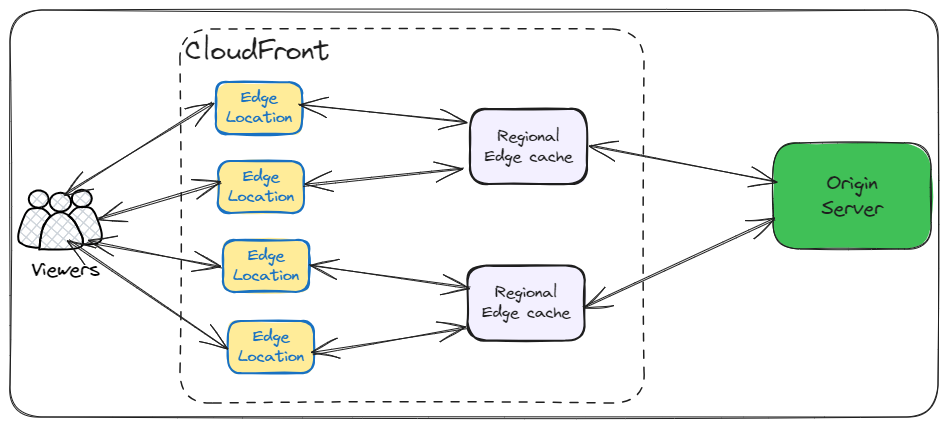 CloudFront
Edge
Location
Edge
Location
Edge
Location
Edge
Location
Regional
Edge cache
Regional
Edge cache
Origin
Server
Viewers